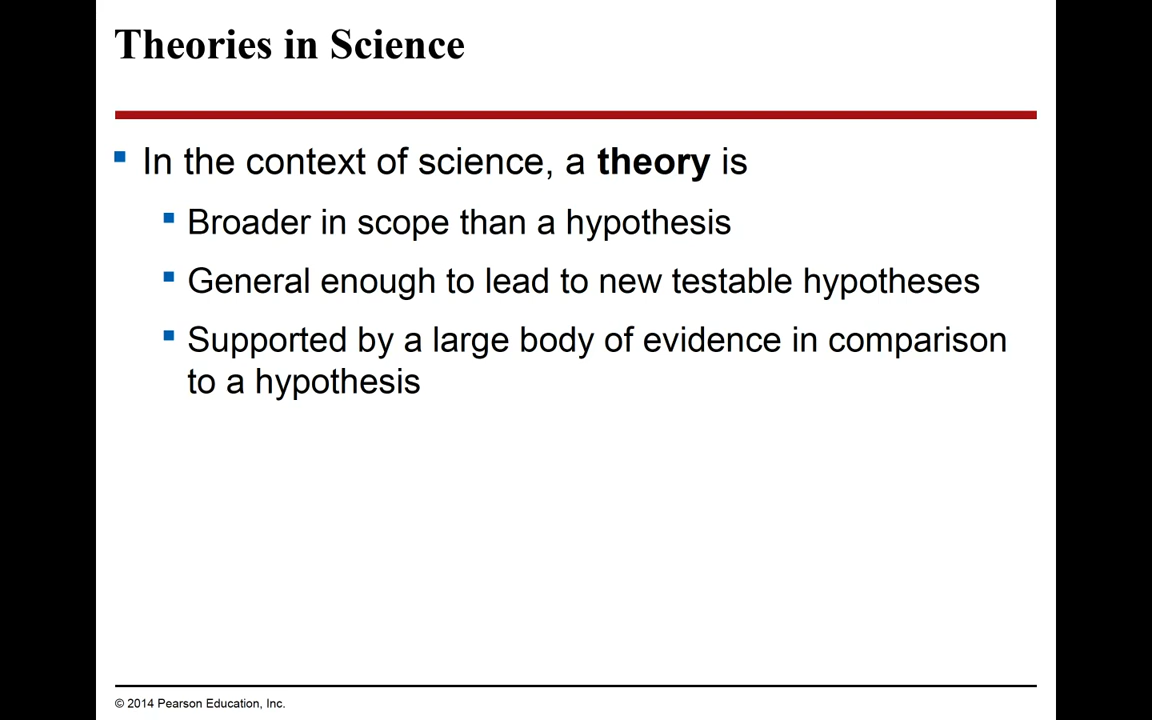 Theories in Science
In the context of science, a theory is
Broader in scope than a hypothesis
General enough to lead to new testable hypotheses
Supported by a large body of evidence in comparison
to a hypothesis
© 2014 Pearson Education, Inc.